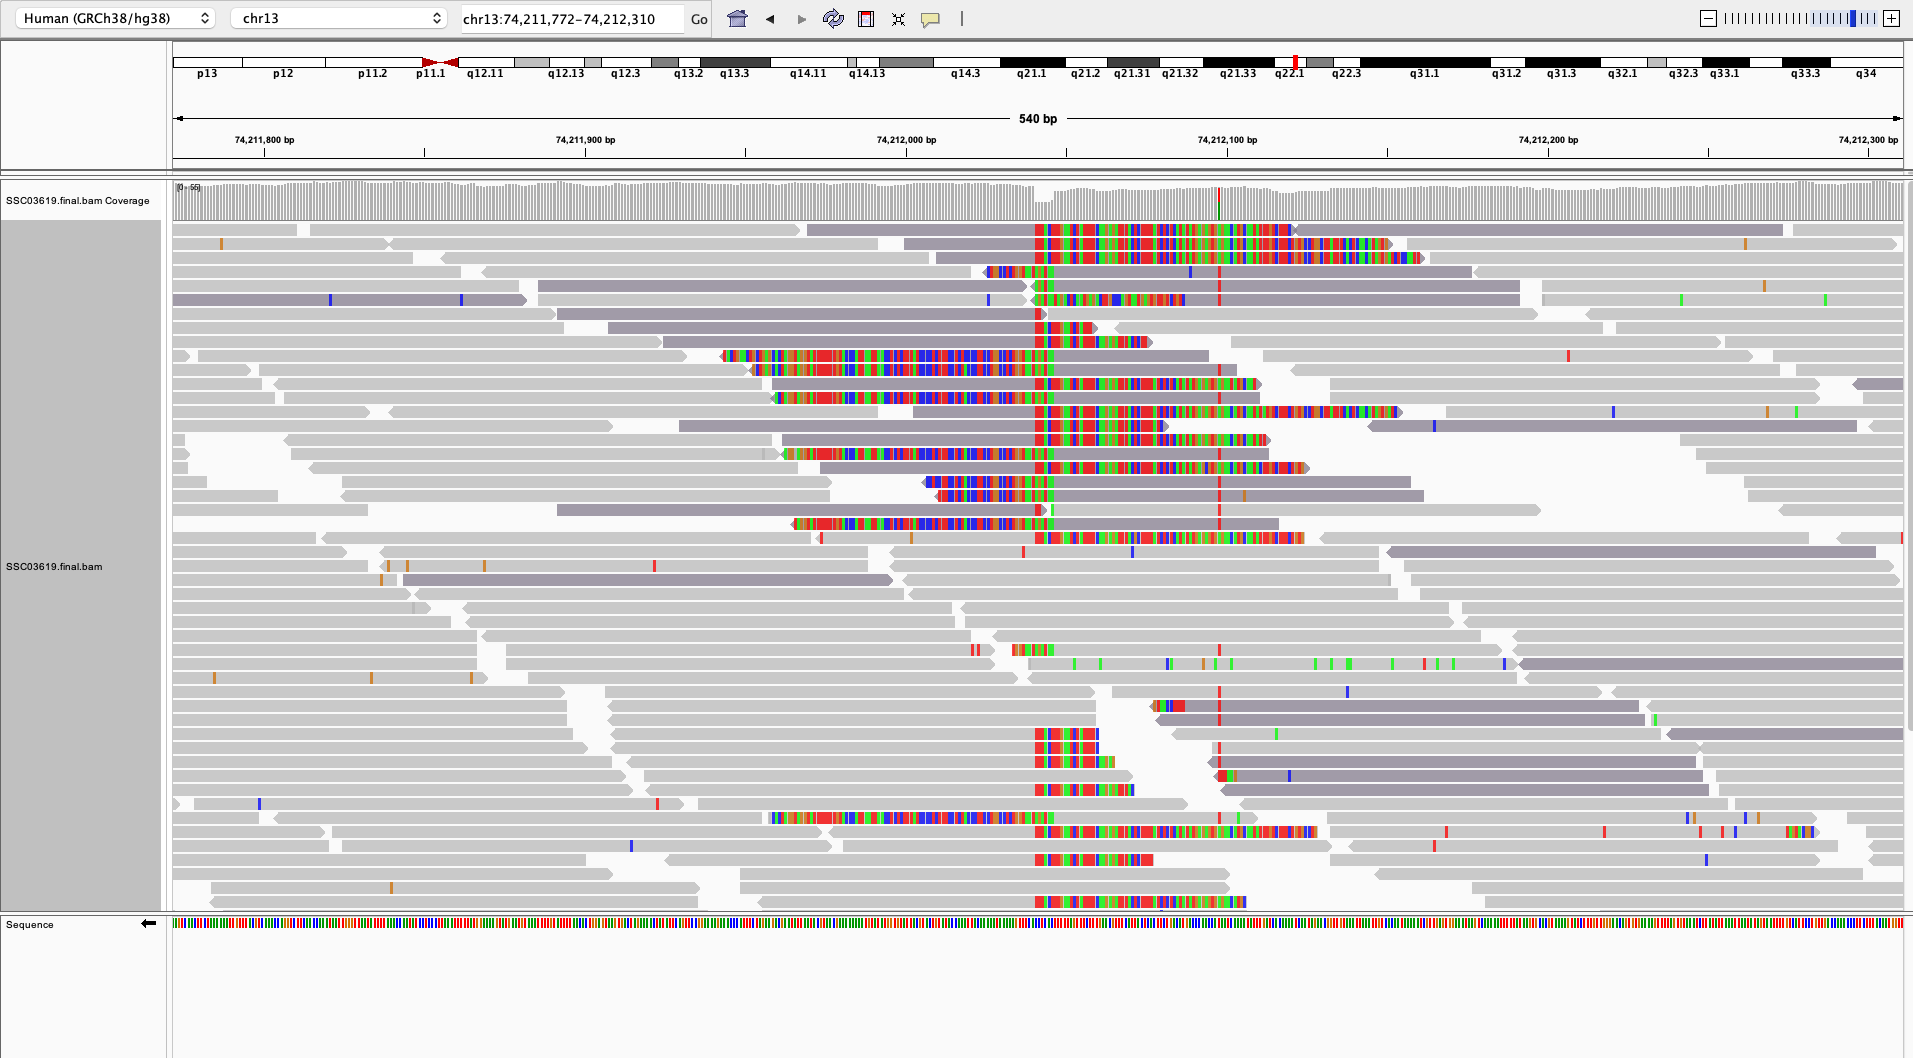 Human (GRCh38/hg38) chr13 chr13:74,211,772-74,212,310 Go
p13 p12 p11.2 p11.1 q12.11 q12.13 q12.3 q13.2 q13.3 q14.11 q14.13 q14.3 q21.1 q21.2 q21.31 q21.32 q21.33 q22.1 q22.3 q31.1 q31.2 q31.3 q32.1 q32.3 q33.1 q33.3 q34
540 bp
74,211,800 bp 74,211,900 bp 74,212,000 bp 74,212,100 bp 74,212,200 bp 74,212,300 bp
[0 - 55]
SSC03619.final.bam Coverage
SSC03619.final.bam
Sequence